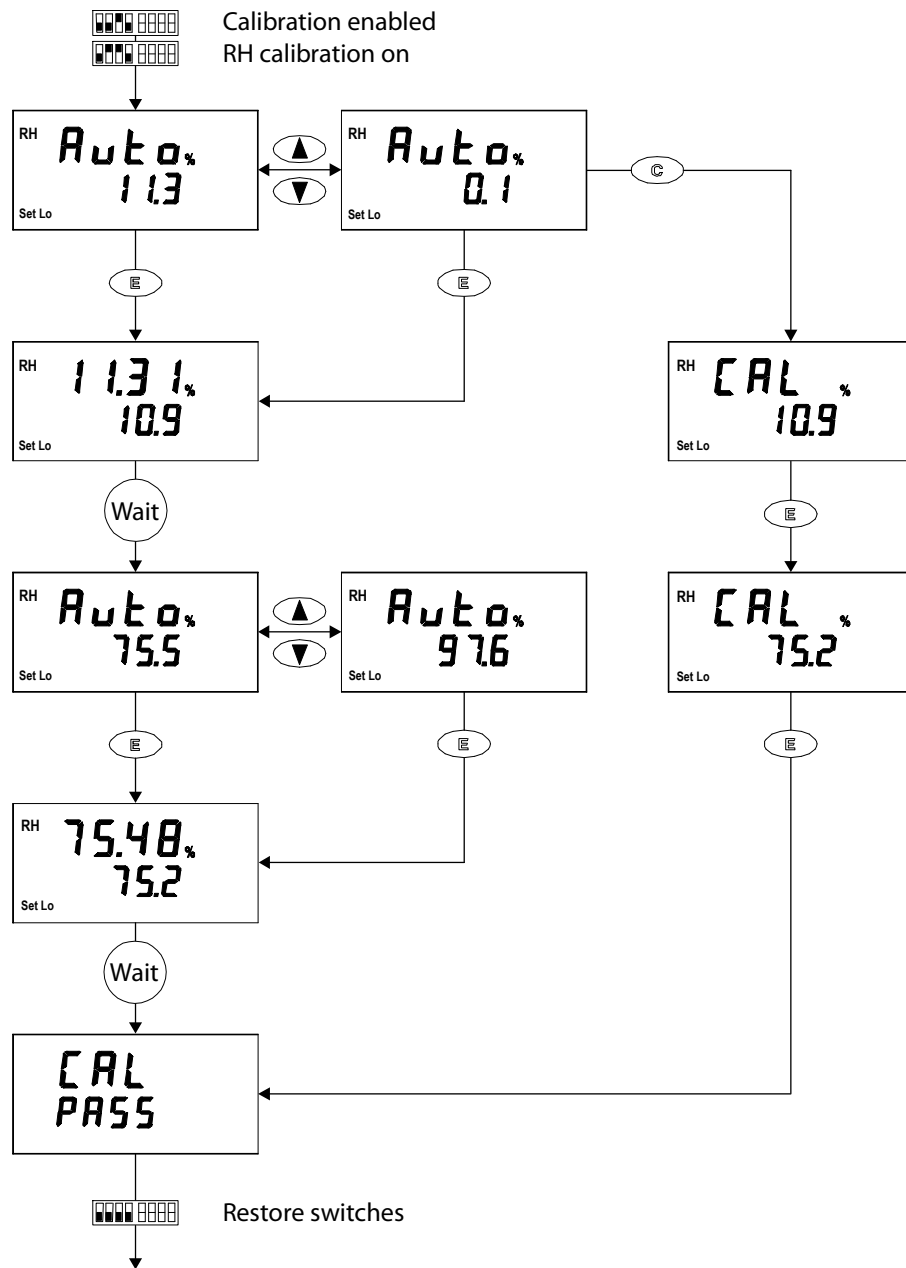 Calibration enabled
RH calibration on
RH Auto%
11.3
Set Lo
RH Auto%
0.1
Set Lo
C
E
E
RH 11.31%
10.9
Set Lo
RH CAL %
10.9
Set Lo
Wait
E
RH Auto%
75.5
Set Lo
RH Auto%
97.6
Set Lo
RH CAL %
75.2
Set Lo
E
E
E
RH 75.48%
75.2
Set Lo
Wait
CAL
PASS
Restore switches